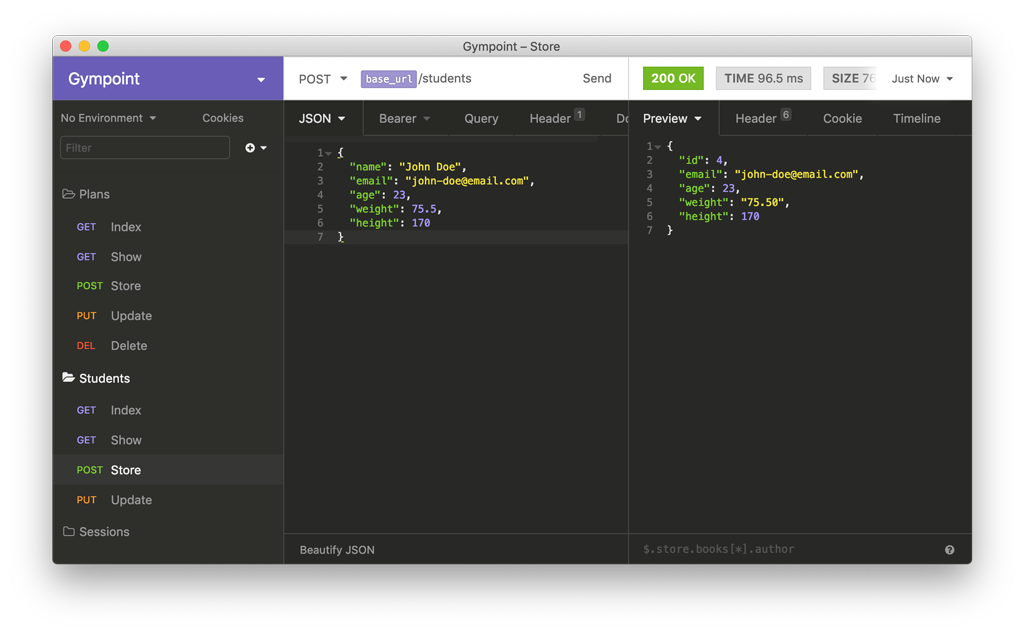 Gympoint – Store
Gympoint
No Environment
Cookies
Filter
Plans
GET Index
GET Show
POST Store
PUT Update
DEL Delete
Students
GET Index
GET Show
POST Store
PUT Update
Sessions
POST base_url/students Send
JSON Bearer Query Header 1
1 {
2 "name": "John Doe",
3 "email": "john-doe@email.com",
4 "age": 23,
5 "weight": 75.5,
6 "height": 170
7 }
Beautify JSON
200 OK TIME 96.5 ms SIZE Just Now
Preview Header 6 Cookie Timeline
1 {
2 "id": 4,
3 "email": "john-doe@email.com",
4 "age": 23,
5 "weight": "75.50",
6 "height": 170
7 }
$.store.books[*].author